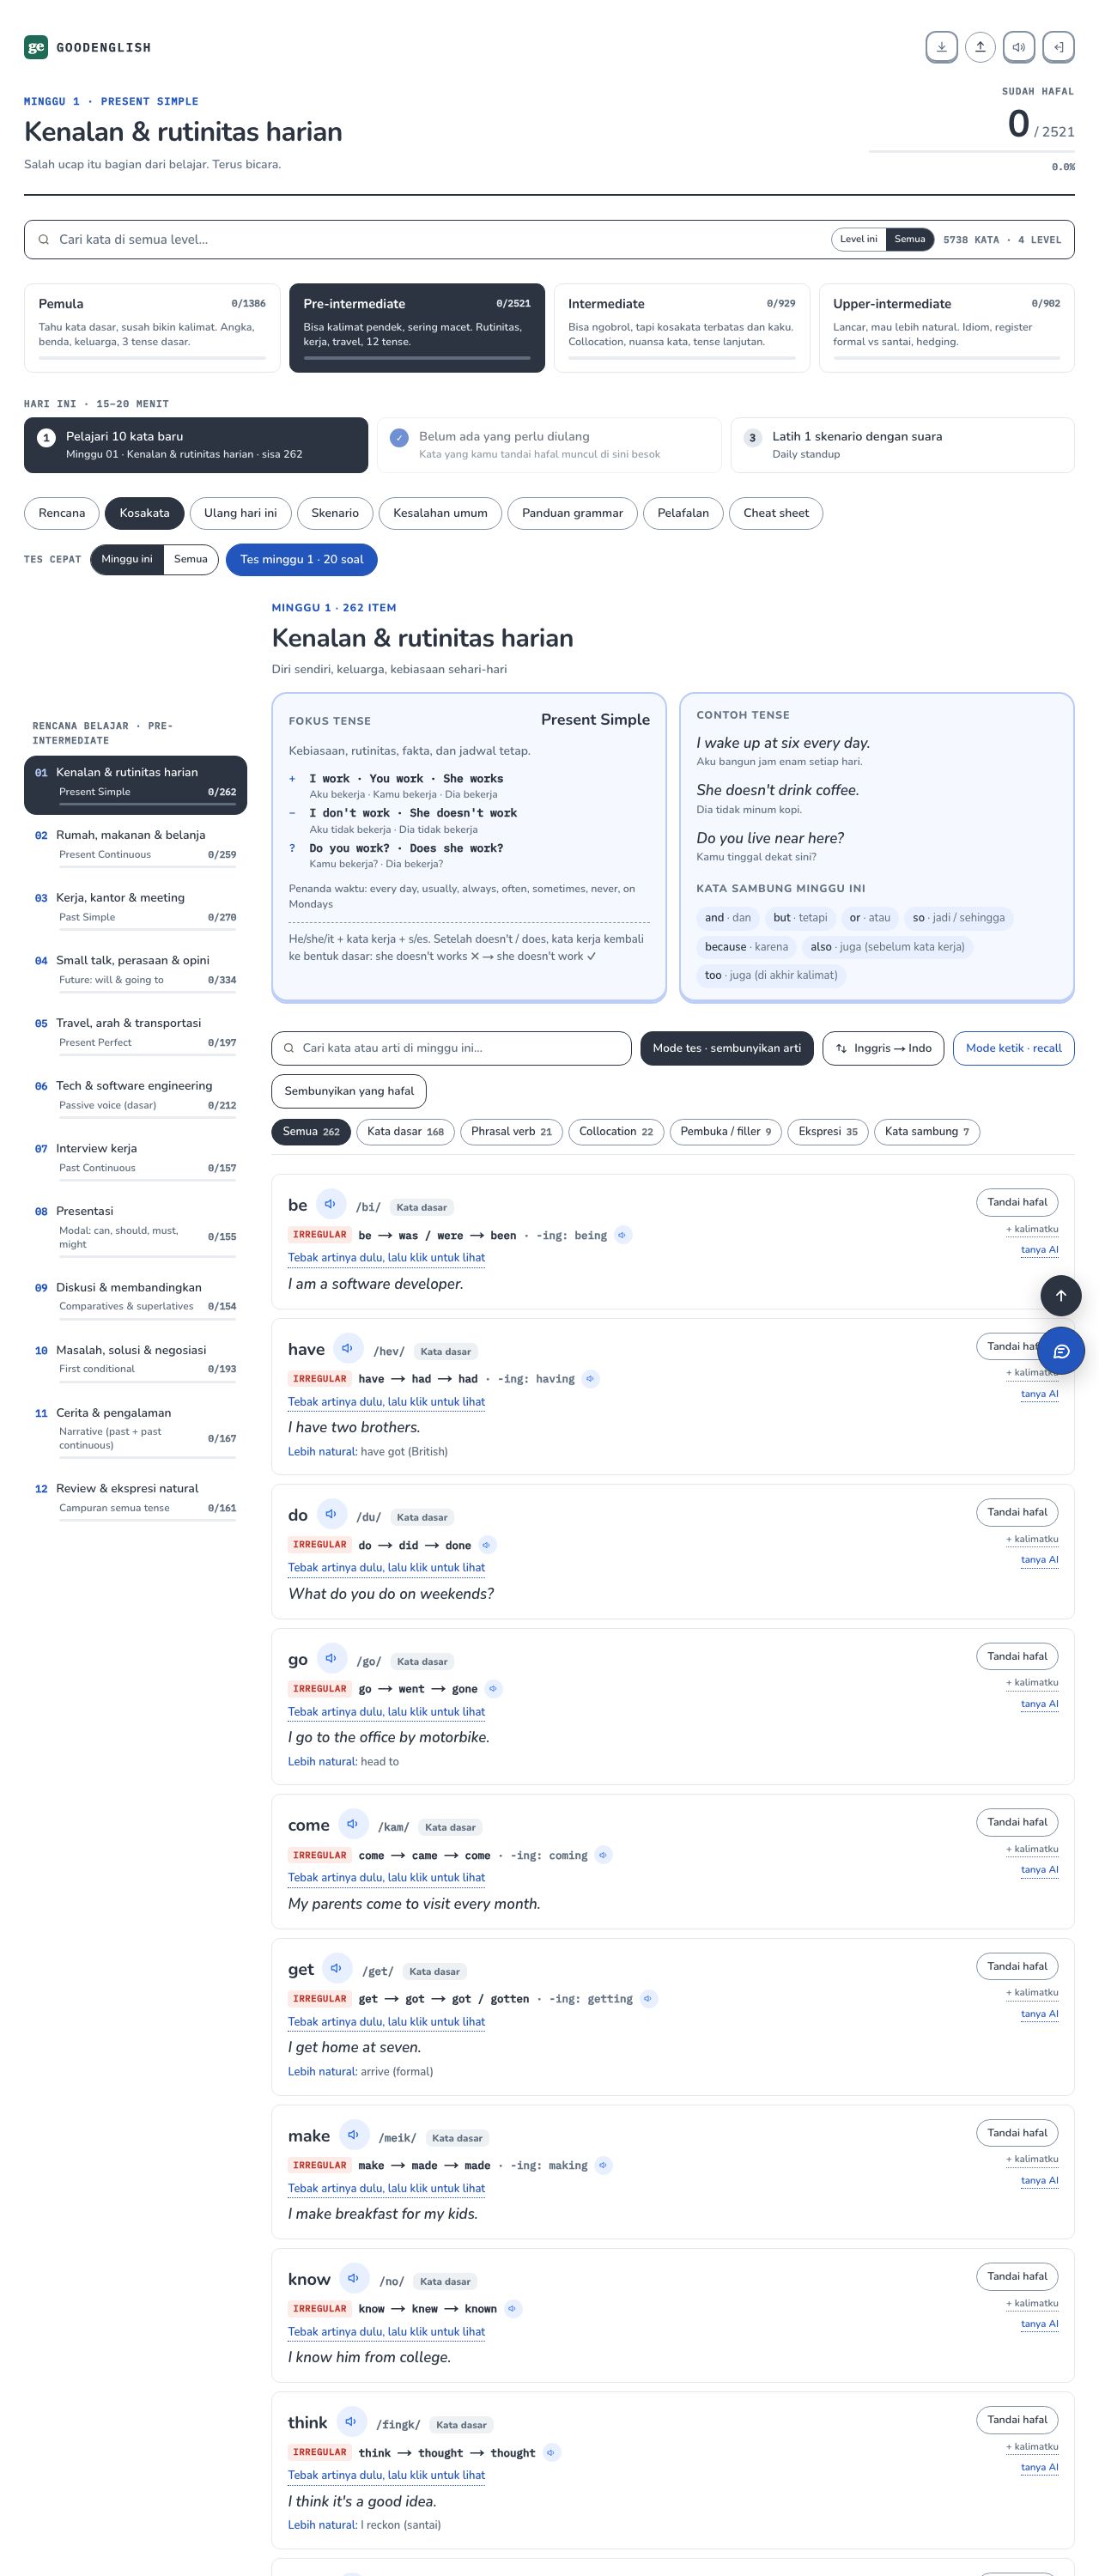 ge GOODENGLISH
MINGGU 1 · PRESENT SIMPLE
Kenalan & rutinitas harian
Salah ucap itu bagian dari belajar. Terus bicara.
SUDAH HAFAL
0 / 2521
0.0%
Cari kata di semua level...
Level ini Semua 5738 KATA · 4 LEVEL
Pemula 0/1386
Tahu kata dasar, susah bikin kalimat. Angka,
benda, keluarga, 3 tense dasar.
Pre-intermediate 0/2521
Bisa kalimat pendek, sering macet. Rutinitas,
kerja, travel, 12 tense.
Intermediate 0/929
Bisa ngobrol, tapi kosakata terbatas dan kaku.
Collocation, nuansa kata, tense lanjutan.
Upper-intermediate 0/902
Lancar, mau lebih natural. Idiom, register
formal vs santai, hedging.
HARI INI · 15–20 MENIT
1 Pelajari 10 kata baru
Minggu 01 · Kenalan & rutinitas harian · sisa 262
✓ Belum ada yang perlu diulang
Kata yang kamu tandai hafal muncul di sini besok
3 Latih 1 skenario dengan suara
Daily standup
Rencana Kosakata Ulang hari ini Skenario Kesalahan umum Panduan grammar Pelafalan Cheat sheet
TES CEPAT Minggu ini Semua Tes minggu 1 · 20 soal
RENCANA BELAJAR · PRE-
INTERMEDIATE
01 Kenalan & rutinitas harian
Present Simple 0/262
02 Rumah, makanan & belanja
Present Continuous 0/259
03 Kerja, kantor & meeting
Past Simple 0/270
04 Small talk, perasaan & opini
Future: will & going to 0/334
05 Travel, arah & transportasi
Present Perfect 0/197
06 Tech & software engineering
Passive voice (dasar) 0/212
07 Interview kerja
Past Continuous 0/157
08 Presentasi
Modal: can, should, must,
might 0/155
09 Diskusi & membandingkan
Comparatives & superlatives 0/154
10 Masalah, solusi & negosiasi
First conditional 0/193
11 Cerita & pengalaman
Narrative (past + past
continuous) 0/167
12 Review & ekspresi natural
Campuran semua tense 0/161
MINGGU 1 · 262 ITEM
Kenalan & rutinitas harian
Diri sendiri, keluarga, kebiasaan sehari-hari
FOKUS TENSE Present Simple
Kebiasaan, rutinitas, fakta, dan jadwal tetap.
+ I work · You work · She works
Aku bekerja · Kamu bekerja · Dia bekerja
− I don't work · She doesn't work
Aku tidak bekerja · Dia tidak bekerja
? Do you work? · Does she work?
Kamu bekerja? · Dia bekerja?
Penanda waktu: every day, usually, always, often, sometimes, never, on
Mondays
He/she/it + kata kerja + s/es. Setelah doesn't / does, kata kerja kembali
ke bentuk dasar: she doesn't works ✕ → she doesn't work ✓
CONTOH TENSE
I wake up at six every day.
Aku bangun jam enam setiap hari.
She doesn't drink coffee.
Dia tidak minum kopi.
Do you live near here?
Kamu tinggal dekat sini?
KATA SAMBUNG MINGGU INI
and · dan but · tetapi or · atau so · jadi / sehingga
because · karena also · juga (sebelum kata kerja)
too · juga (di akhir kalimat)
Cari kata atau arti di minggu ini... Mode tes · sembunyikan arti Inggris → Indo Mode ketik · recall
Sembunyikan yang hafal
Semua 262 Kata dasar 168 Phrasal verb 21 Collocation 22 Pembuka / filler 9 Ekspresi 35 Kata sambung 7
be /bi/ Kata dasar Tandai hafal
IRREGULAR be → was / were → been · -ing: being + kalimatku
Tebak artinya dulu, lalu klik untuk lihat tanya AI
I am a software developer.
have /hev/ Kata dasar Tandai haf
IRREGULAR have → had → had · -ing: having + kalimatku
Tebak artinya dulu, lalu klik untuk lihat tanya AI
I have two brothers.
Lebih natural: have got (British)
do /du/ Kata dasar Tandai hafal
IRREGULAR do → did → done + kalimatku
Tebak artinya dulu, lalu klik untuk lihat tanya AI
What do you do on weekends?
go /go/ Kata dasar Tandai hafal
IRREGULAR go → went → gone + kalimatku
Tebak artinya dulu, lalu klik untuk lihat tanya AI
I go to the office by motorbike.
Lebih natural: head to
come /kam/ Kata dasar Tandai hafal
IRREGULAR come → came → come · -ing: coming + kalimatku
Tebak artinya dulu, lalu klik untuk lihat tanya AI
My parents come to visit every month.
get /get/ Kata dasar Tandai hafal
IRREGULAR get → got → got / gotten · -ing: getting + kalimatku
Tebak artinya dulu, lalu klik untuk lihat tanya AI
I get home at seven.
Lebih natural: arrive (formal)
make /meik/ Kata dasar Tandai hafal
IRREGULAR make → made → made · -ing: making + kalimatku
Tebak artinya dulu, lalu klik untuk lihat tanya AI
I make breakfast for my kids.
know /no/ Kata dasar Tandai hafal
IRREGULAR know → knew → known + kalimatku
Tebak artinya dulu, lalu klik untuk lihat tanya AI
I know him from college.
think /fingk/ Kata dasar Tandai hafal
IRREGULAR think → thought → thought + kalimatku
Tebak artinya dulu, lalu klik untuk lihat tanya AI
I think it's a good idea.
Lebih natural: I reckon (santai)